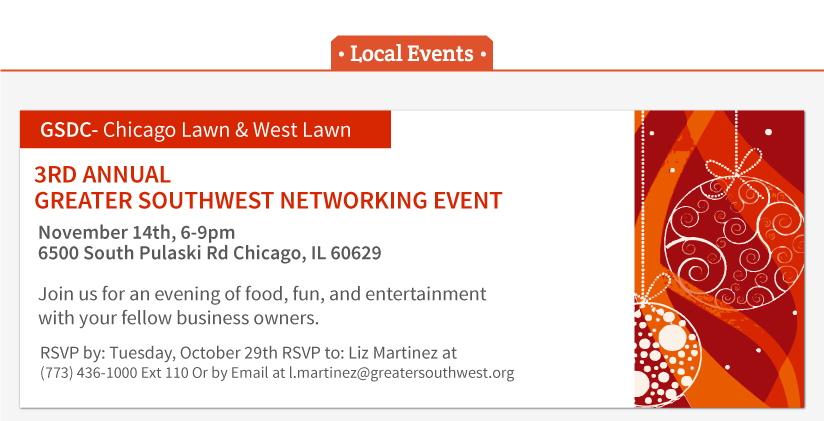 • Local Events •
GSDC- Chicago Lawn & West Lawn
3RD ANNUAL
GREATER SOUTHWEST NETWORKING EVENT
November 14th, 6-9pm
6500 South Pulaski Rd Chicago, IL 60629
Join us for an evening of food, fun, and entertainment
with your fellow business owners.
RSVP by: Tuesday, October 29th RSVP to: Liz Martinez at
(773) 436-1000 Ext 110 Or by Email at l.martinez@greatersouthwest.org